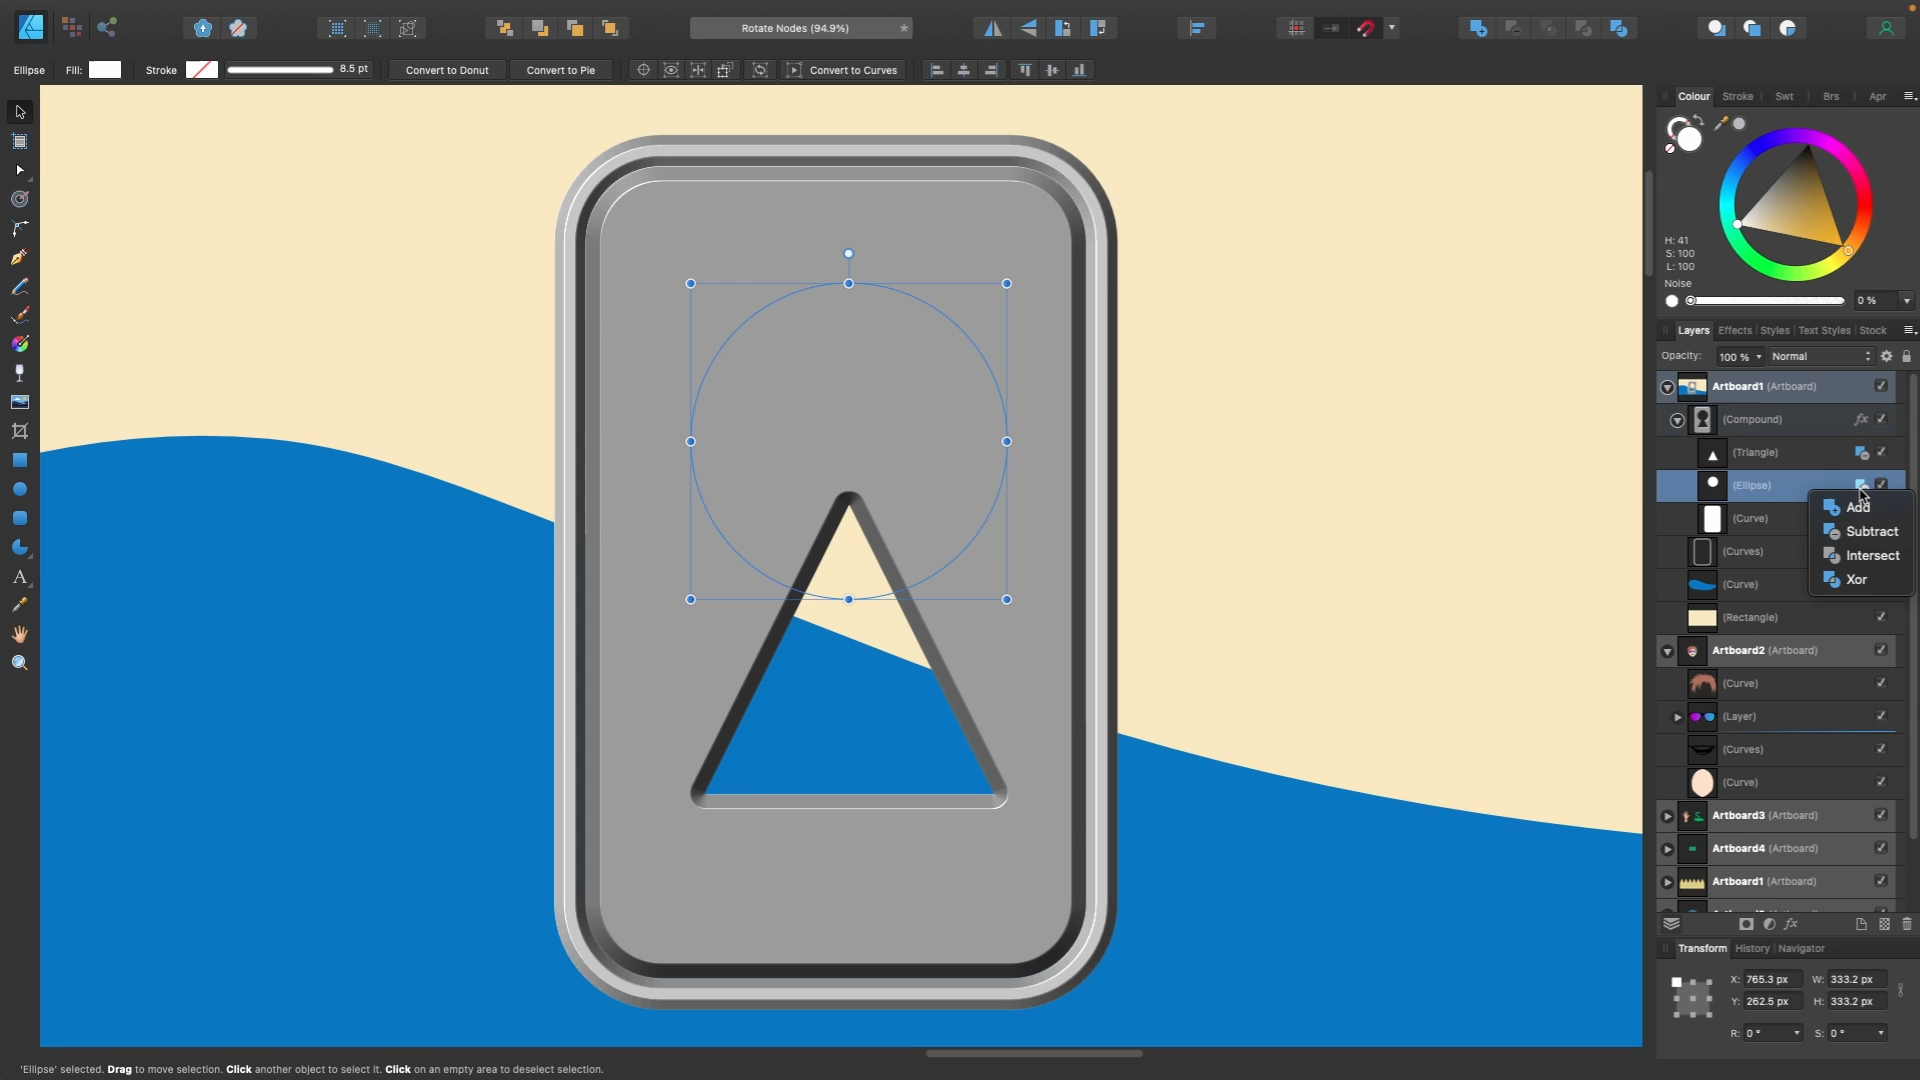 Rotate Nodes (94.9%)
Ellipse Fill: Stroke 8.5 pt Convert to Donut Convert to Pie Convert to Curves
Colour Stroke Swt Brs Apr
H: 41
S: 100
L: 100
Noise
0 %
Layers Effects Styles Text Styles Stock
Opacity: 100 % Normal
Artboard1 (Artboard)
(Compound)
(Triangle)
(Ellipse)
Add
(Curve)
Subtract
(Curves)
Intersect
Xor
(Curve)
(Rectangle)
Artboard2 (Artboard)
(Curve)
(Layer)
(Curves)
(Curve)
Artboard3 (Artboard)
Artboard4 (Artboard)
Artboard1 (Artboard)
Transform History Navigator
X: 765.3 px W: 333.2 px
Y: 262.5 px H: 333.2 px
R: 0 ° S: 0 °
'Ellipse' selected. Drag to move selection. Click another object to select it. Click on an empty area to deselect selection.